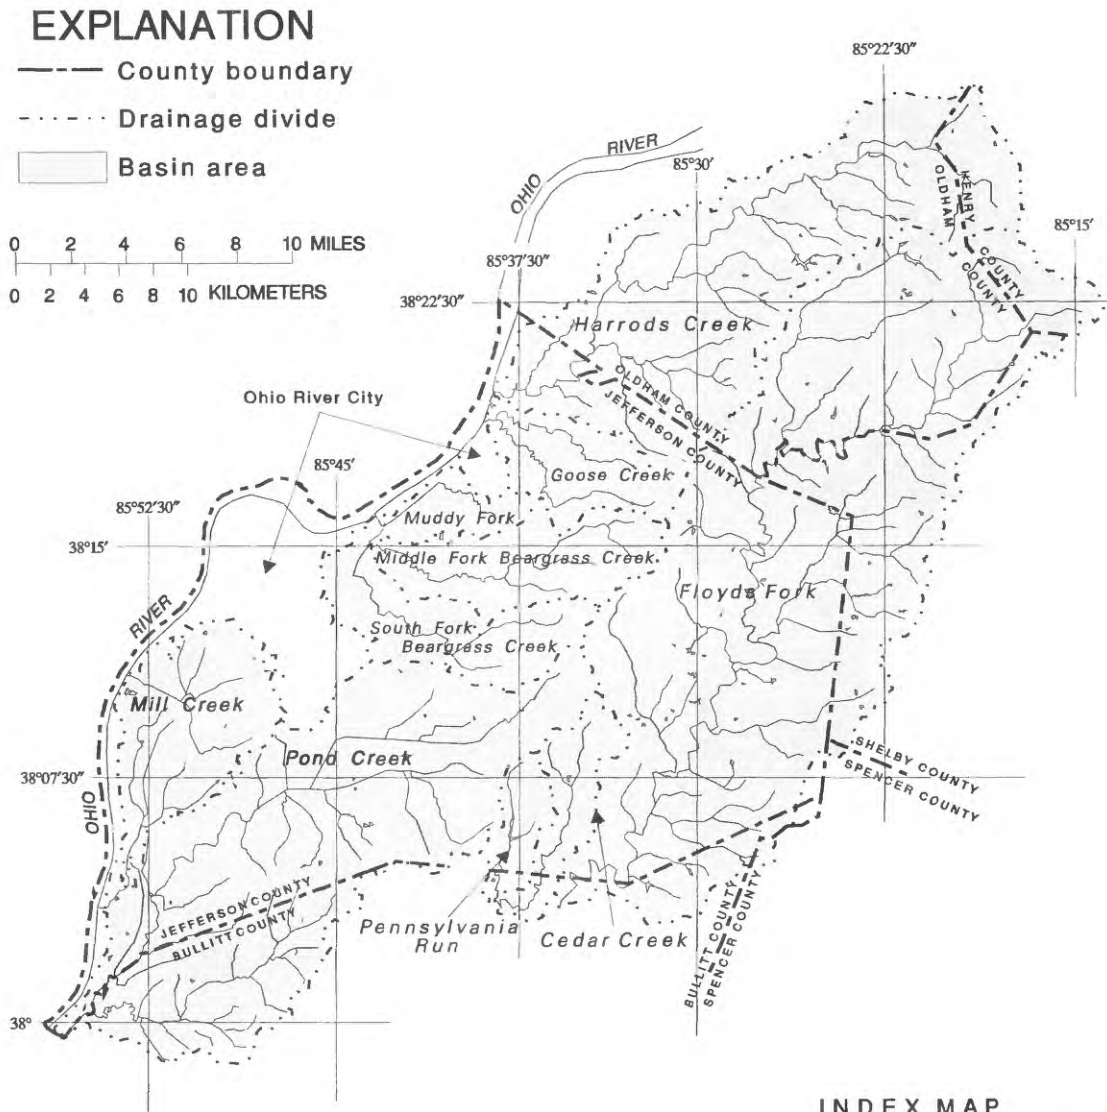 EXPLANATION
County boundary
Drainage divide
Basin area
0 2 4 6 8 10 MILES
0 2 4 6 8 10 KILOMETERS
85°22'30"
RIVER
85°30'
OHIO
OLDHAM
HENRY
85°15'
85°37'30"
COUNTY
COUNTY
38°22'30"
Harrods Creek
OLDHAM COUNTY
JEFFERSON COUNTY
Ohio River City
85°45'
Goose Creek
85°52'30"
Muddy Fork
38°15'
Middle Fork Beargrass Creek
Floyds Fork
RIVER
South Fork
Beargrass Creek
Mill Creek
SHELBY COUNTY
Pond Creek
SPENCER COUNTY
38°07'30"
OHIO
JEFFERSON COUNTY
BULLITT COUNTY
Pennsylvania
Run
Cedar Creek
BULLITT COUNTY
SPENCER COUNTY
38°
INDEX MAP